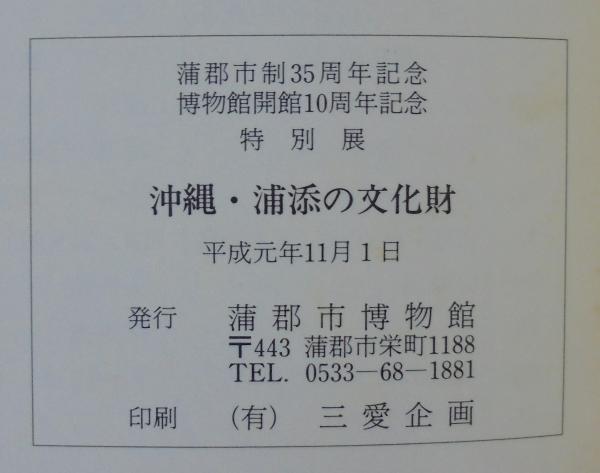 蒲郡市制35周年記念
博物館開館10周年記念
特別展
沖縄・浦添の文化財
平成元年11月1日
発行 蒲郡市博物館
〒443 蒲郡市栄町1188
TEL. 0533―68―1881
印刷 (有) 三愛企画